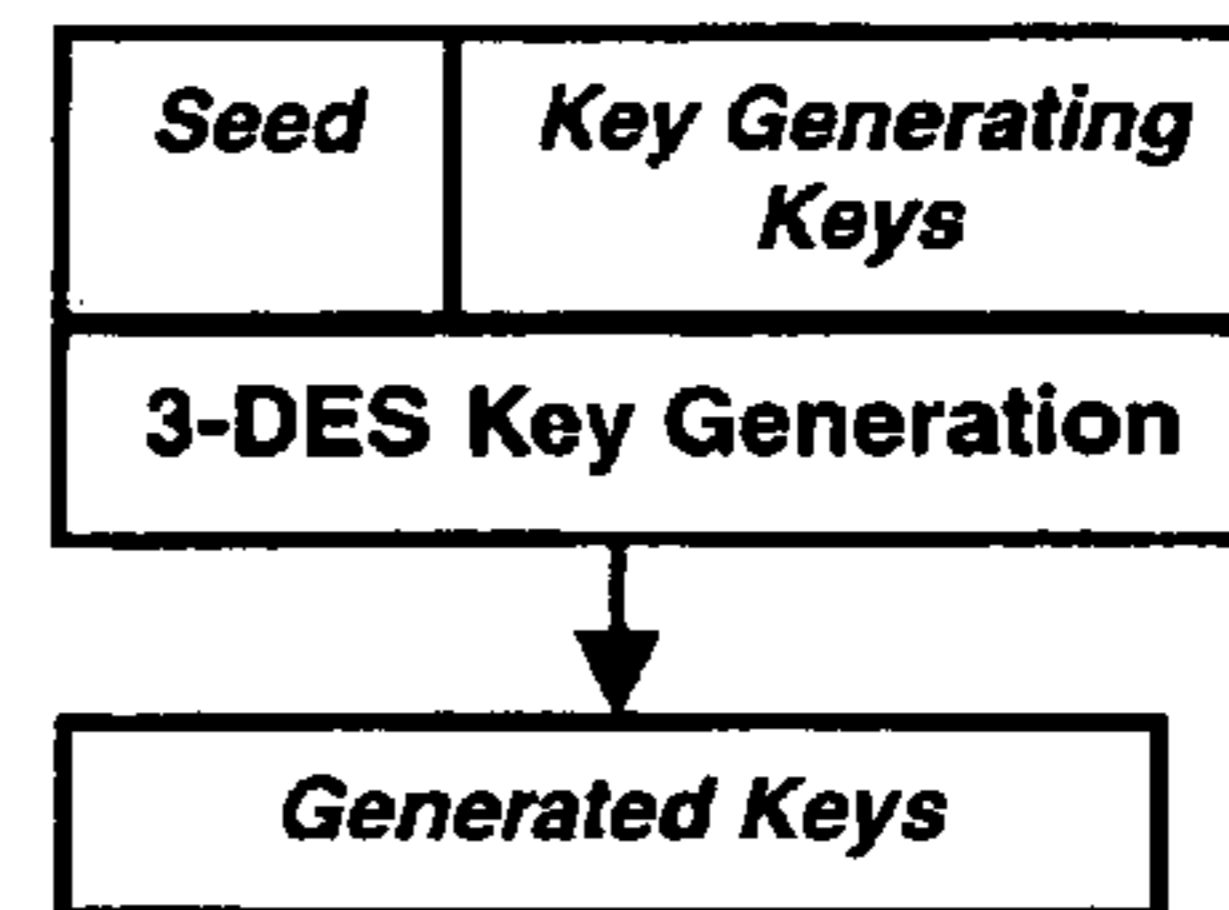 Seed
Key Generating
Keys
3-DES Key Generation
Generated Keys